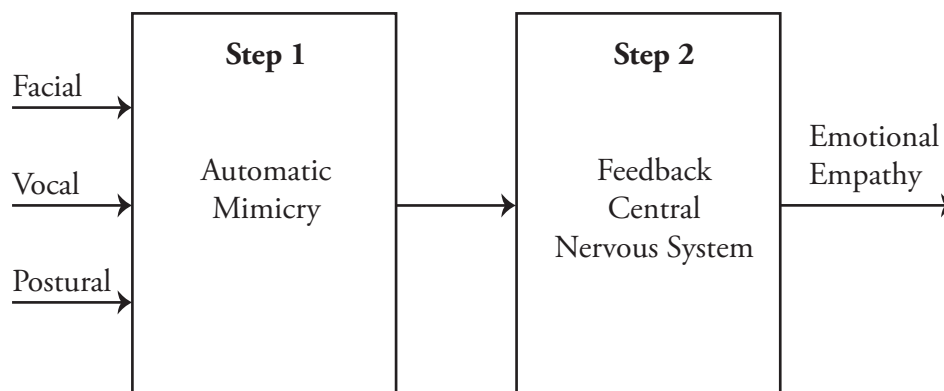 Facial
Vocal
Postural
Step 1
Automatic
Mimicry
Step 2
Feedback
Central
Nervous System
Emotional
Empathy